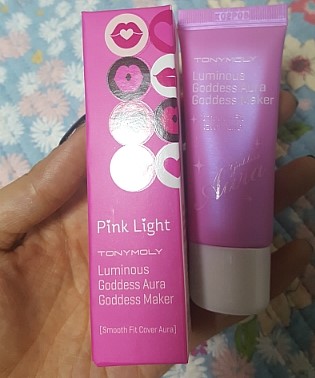 Pink Light
TONYMOLY
Luminous
Goddess Aura
Goddess Maker
[Smooth Fit Cover Aura]
TONYMOLY
Luminous
Goddess Aura
Goddess Maker
Aura